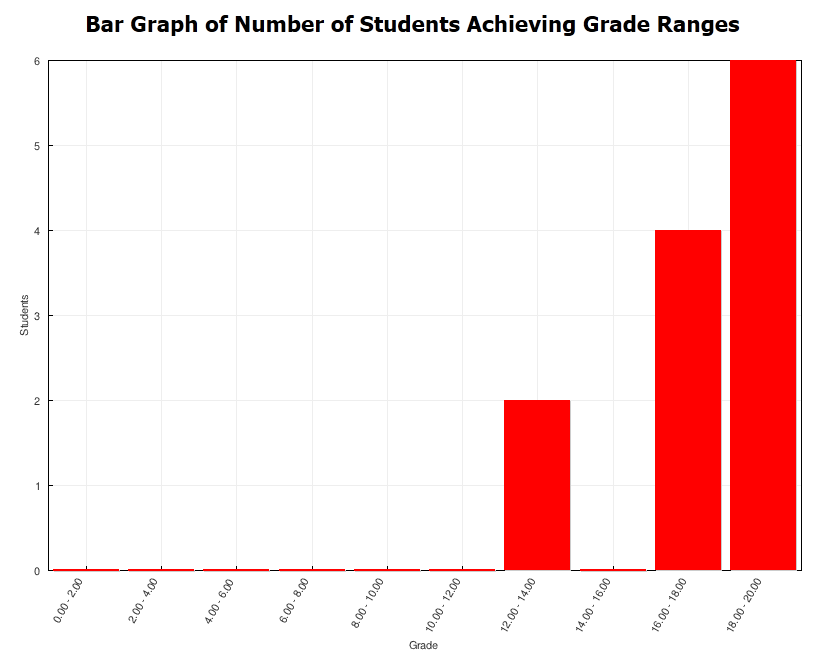 Bar Graph of Number of Students Achieving Grade Ranges
6
5
4
3
2
1
0
Students
0.00 - 2.00
2.00 - 4.00
4.00 - 6.00
6.00 - 8.00
8.00 - 10.00
10.00 - 12.00
12.00 - 14.00
14.00 - 16.00
16.00 - 18.00
18.00 - 20.00
Grade